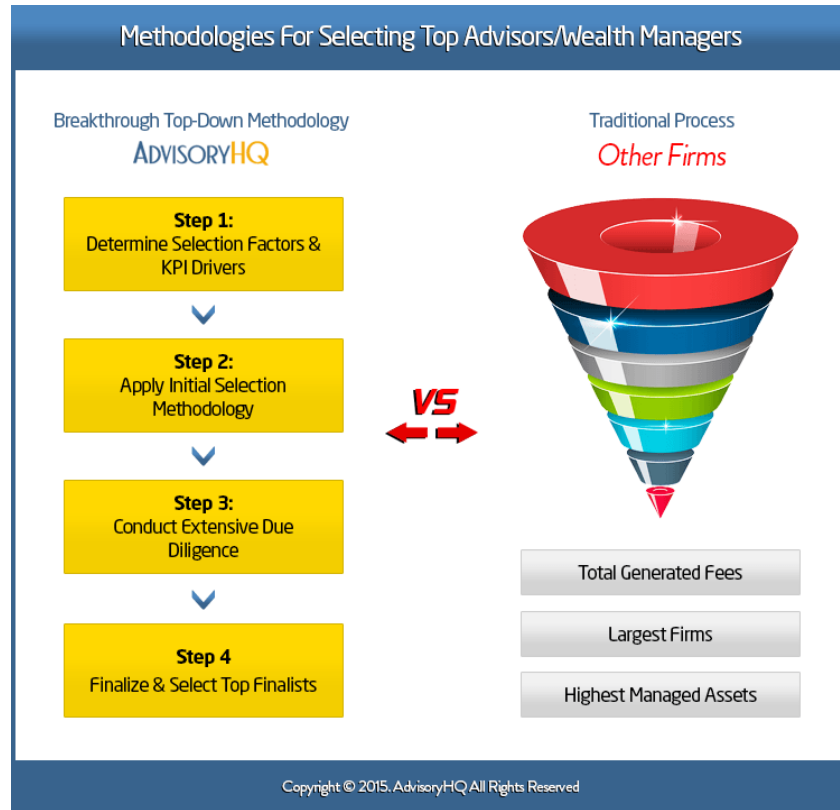 Methodologies For Selecting Top Advisors/Wealth Managers
Breakthrough Top-Down Methodology
ADVISORYHQ
Step 1:
Determine Selection Factors &
KPI Drivers
Step 2:
Apply Initial Selection
Methodology
Step 3:
Conduct Extensive Due
Diligence
Step 4
Finalize & Select Top Finalists
VS
Traditional Process
Other Firms
Total Generated Fees
Largest Firms
Highest Managed Assets
Copyright © 2015. AdvisoryHQ All Rights Reserved